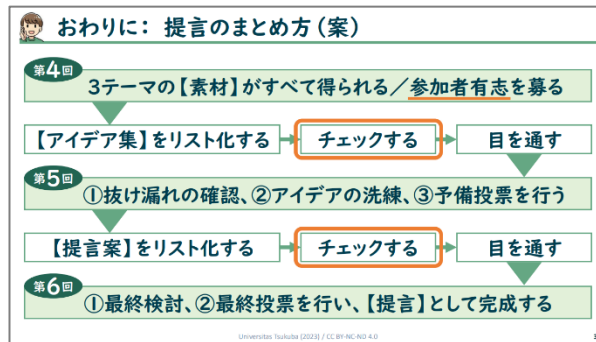 おわりに： 提言のまとめ方（案）
第4回
3テーマの【素材】がすべて得られる／参加者有志を募る
【アイデア集】をリスト化する
チェックする
目を通す
第5回
①抜け漏れの確認、②アイデアの洗練、③予備投票を行う
【提言案】をリスト化する
チェックする
目を通す
第6回
①最終検討、②最終投票を行い、【提言】として完成する
Universitas Tsukuba (2023) / CC BY-NC-ND 4.0